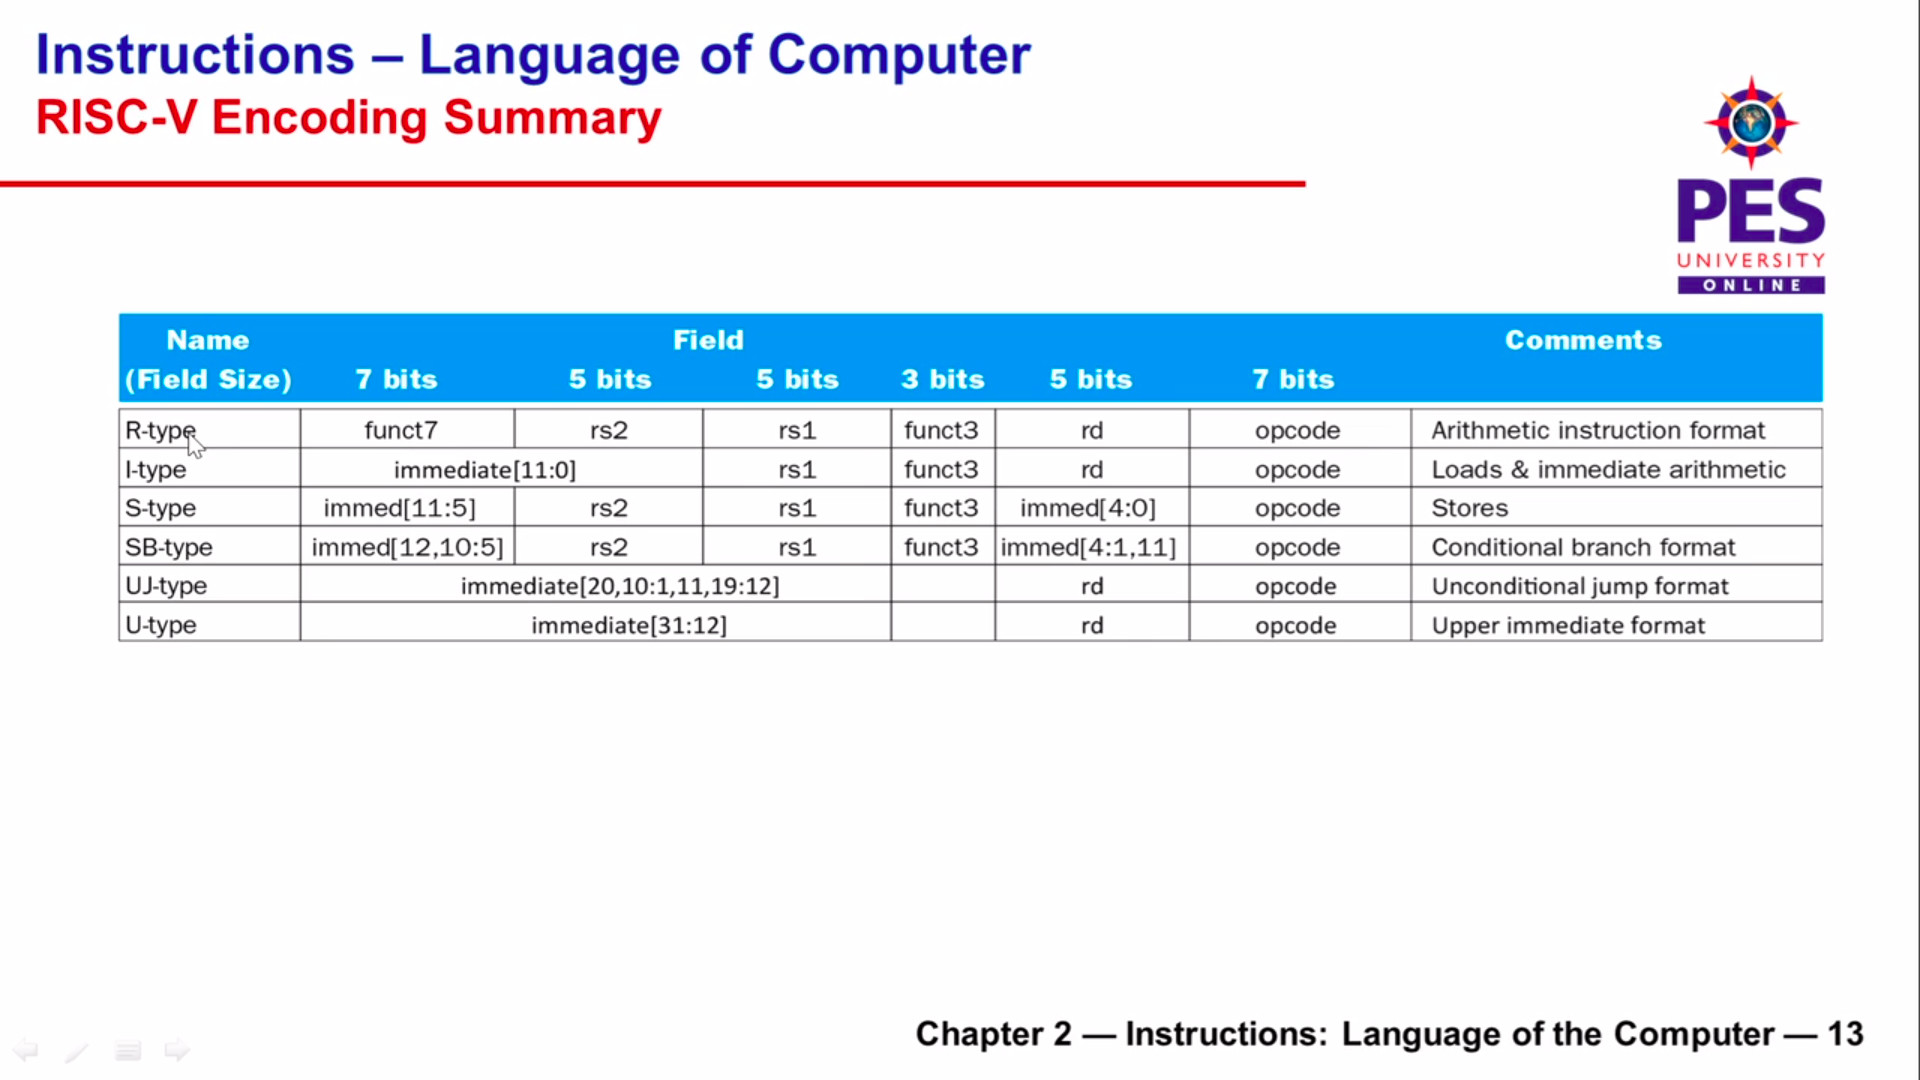 Instructions – Language of Computer
RISC-V Encoding Summary
PES
UNIVERSITY
ONLINE
Name Field Comments
(Field Size) 7 bits 5 bits 5 bits 3 bits 5 bits 7 bits
R-type funct7 rs2 rs1 funct3 rd opcode Arithmetic instruction format
I-type immediate[11:0] rs1 funct3 rd opcode Loads & immediate arithmetic
S-type immed[11:5] rs2 rs1 funct3 immed[4:0] opcode Stores
SB-type immed[12,10:5] rs2 rs1 funct3 immed[4:1,11] opcode Conditional branch format
UJ-type immediate[20,10:1,11,19:12] rd opcode Unconditional jump format
U-type immediate[31:12] rd opcode Upper immediate format
Chapter 2 — Instructions: Language of the Computer — 13